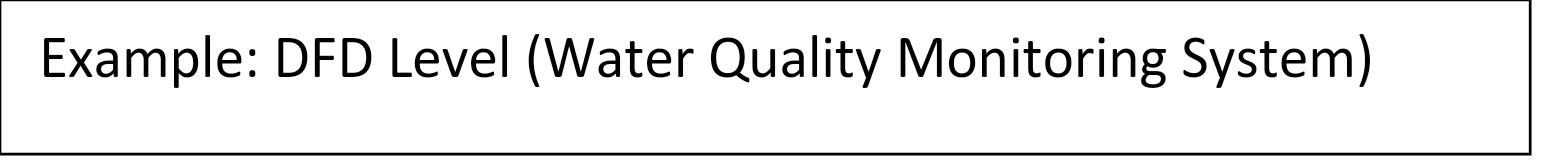 Example: DFD Level (Water Quality Monitoring System)